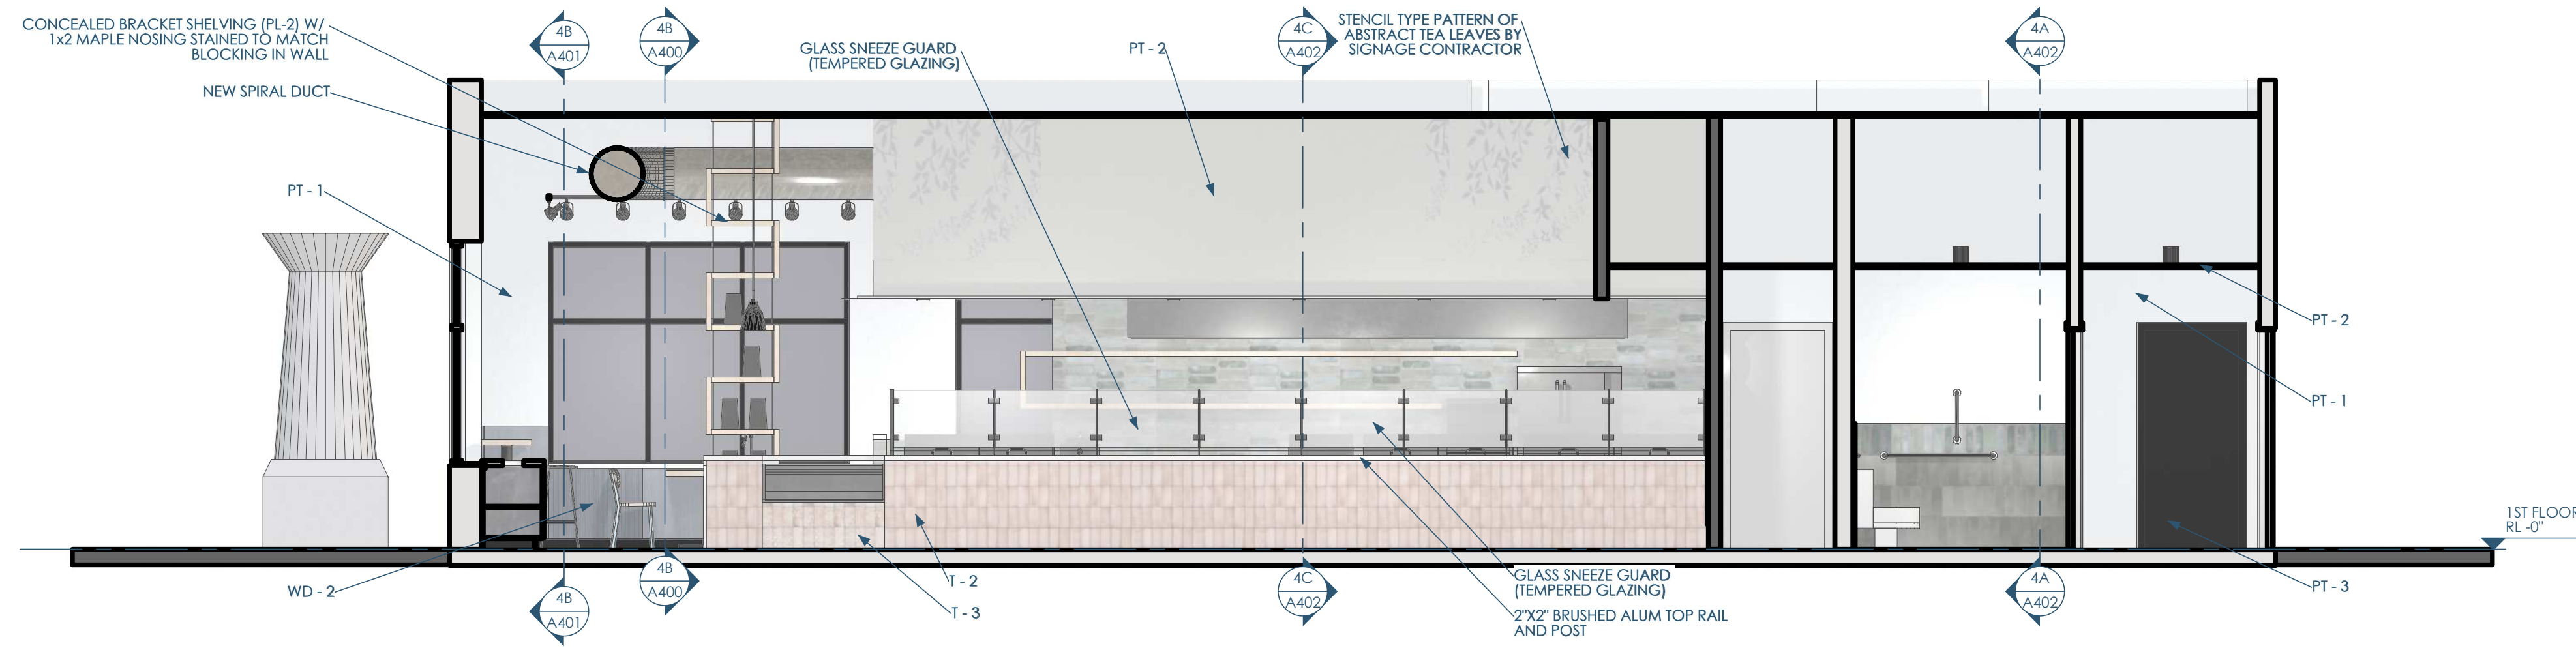 CONCEALED BRACKET SHELVING (PL-2) W/
1x2 MAPLE NOSING STAINED TO MATCH
BLOCKING IN WALL
NEW SPIRAL DUCT
PT - 1
4B
A401
4B
A400
GLASS SNEEZE GUARD
(TEMPERED GLAZING)
PT - 2
4C
A402
STENCIL TYPE PATTERN OF
ABSTRACT TEA LEAVES BY
SIGNAGE CONTRACTOR
4A
A402
PT - 2
PT - 1
1ST FLOOR
RL -0"
PT - 3
WD - 2
4B
A401
4B
A400
T - 2
T - 3
4C
A402
GLASS SNEEZE GUARD
(TEMPERED GLAZING)
2"X2" BRUSHED ALUM TOP RAIL
AND POST
4A
A402